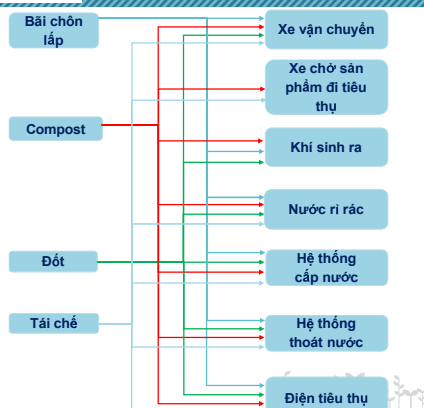 Bãi chôn
lấp
Xe vận chuyển
Xe chở sản
phẩm đi tiêu
thụ
Compost
Khí sinh ra
Nước rỉ rác
Đốt
Hệ thống
cấp nước
Tái chế
Hệ thống
thoát nước
Điện tiêu thụ